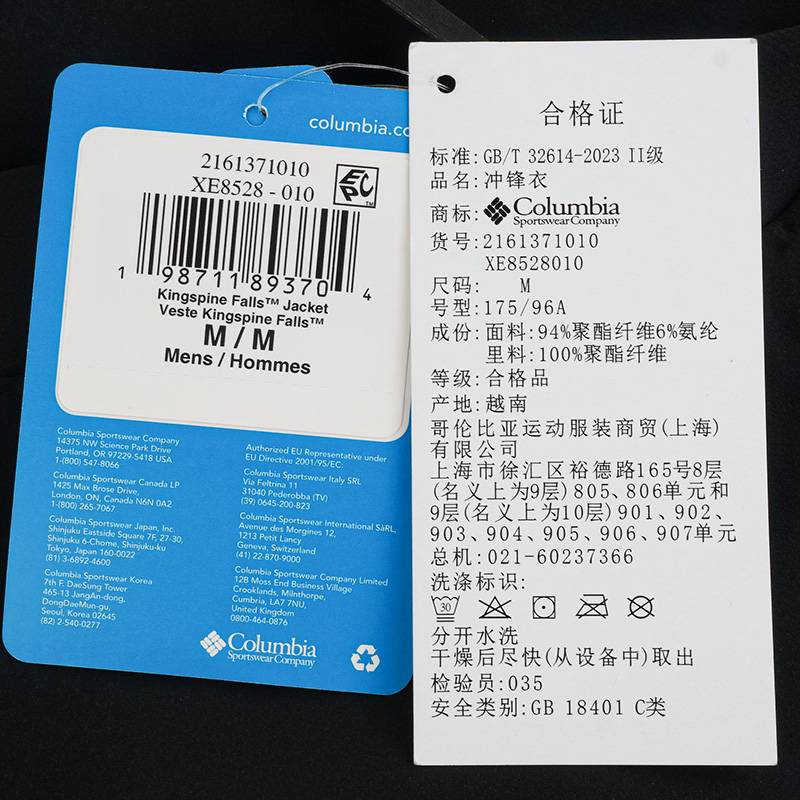 columbia.co
2161371010
XE8528 - 010
EPC
TM
1 98711 89370 4
Kingspine Falls™ Jacket
Veste Kingspine Falls™
M / M
Mens / Hommes
Columbia Sportswear Company
14375 NW Science Park Drive
Portland, OR 97229-5418 USA
1-(800) 547-8066
Columbia Sportswear Canada LP
1425 Max Brose Drive,
London, ON, Canada N6N 0A2
1-(800) 265-7067
Columbia Sportswear Japan, Inc.
Shinjuku Eastside Square 7F, 27-30,
Shinjuku 6-Chome, Shinjuku-ku
Tokyo, Japan 160-0022
(81) 3-6892-4600
Columbia Sportswear Korea
7th F. DaeSung Tower
465-13 JangAn-dong,
DongDaeMun-gu,
Seoul, Korea 02645
(82) 2-540-0277
Authorized EU Representative under
EU Directive 2001/95/EC:
Columbia Sportswear Italy SRL
Via Feltrina 11
31040 Pederobba (TV)
(39) 0645-200-823
Columbia Sportswear International SàRL
Avenue des Morgines 12,
1213 Petit Lancy
Geneva, Switzerland
(41) 22-870-9000
Columbia Sportswear Company Limited
12B Moss End Business Village
Crooklands, Milnthorpe,
Cumbria, LA7 7NU,
United Kingdom
0800-464-0876
Columbia
Sportswear Company
合格证
标准:GB/T 32614-2023 II级
品名:冲锋衣
商标:Columbia
Sportswear Company
货号:2161371010
XE8528010
尺码: M
号型:175/96A
成份:面料:94%聚酯纤维6%氨纶
里料:100%聚酯纤维
等级:合格品
产地:越南
哥伦比亚运动服装商贸(上海)
有限公司
上海市徐汇区裕德路165号8层
(名义上为9层)805、806单元和
9层(名义上为10层)901、902、
903、904、905、906、907单元
总机:021-60237366
洗涤标识:
30
分开水洗
干燥后尽快(从设备中)取出
检验员:035
安全类别:GB 18401 C类